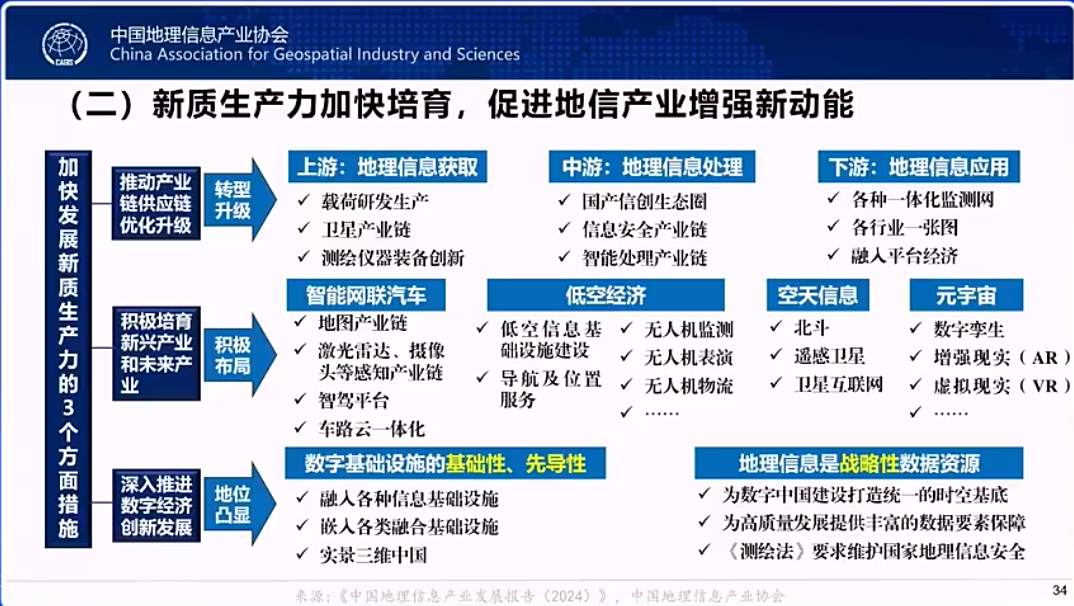 中国地理信息产业协会
China Association for Geospatial Industry and Sciences
CAGIS
（二）新质生产力加快培育，促进地信产业增强新动能
加快发展新质生产力的3个方面措施
推动产业
链供应链
优化升级
转型
升级
上游：地理信息获取
✓ 载荷研发生产
✓ 卫星产业链
✓ 测绘仪器装备创新
中游：地理信息处理
✓ 国产信创生态圈
✓ 信息安全产业链
✓ 智能处理产业链
下游：地理信息应用
✓ 各种一体化监测网
✓ 各行业一张图
✓ 融入平台经济
积极培育
新兴产业
和未来产
业
积极
布局
智能网联汽车
✓ 地图产业链
✓ 激光雷达、摄像
头等感知产业链
✓ 智驾平台
✓ 车路云一体化
低空经济
✓ 低空信息基
础设施建设
✓ 导航及位置
服务
✓ 无人机监测
✓ 无人机表演
✓ 无人机物流
✓ ……
空天信息
✓ 北斗
✓ 遥感卫星
✓ 卫星互联网
元宇宙
✓ 数字孪生
✓ 增强现实（AR）
✓ 虚拟现实（VR）
✓ ……
深入推进
数字经济
创新发展
地位
凸显
数字基础设施的基础性、先导性
✓ 融入各种信息基础设施
✓ 嵌入各类融合基础设施
✓ 实景三维中国
地理信息是战略性数据资源
✓ 为数字中国建设打造统一的时空基底
✓ 为高质量发展提供丰富的数据要素保障
✓ 《测绘法》要求维护国家地理信息安全
来源：《中国地理信息产业发展报告（2024）》，中国地理信息产业协会
34